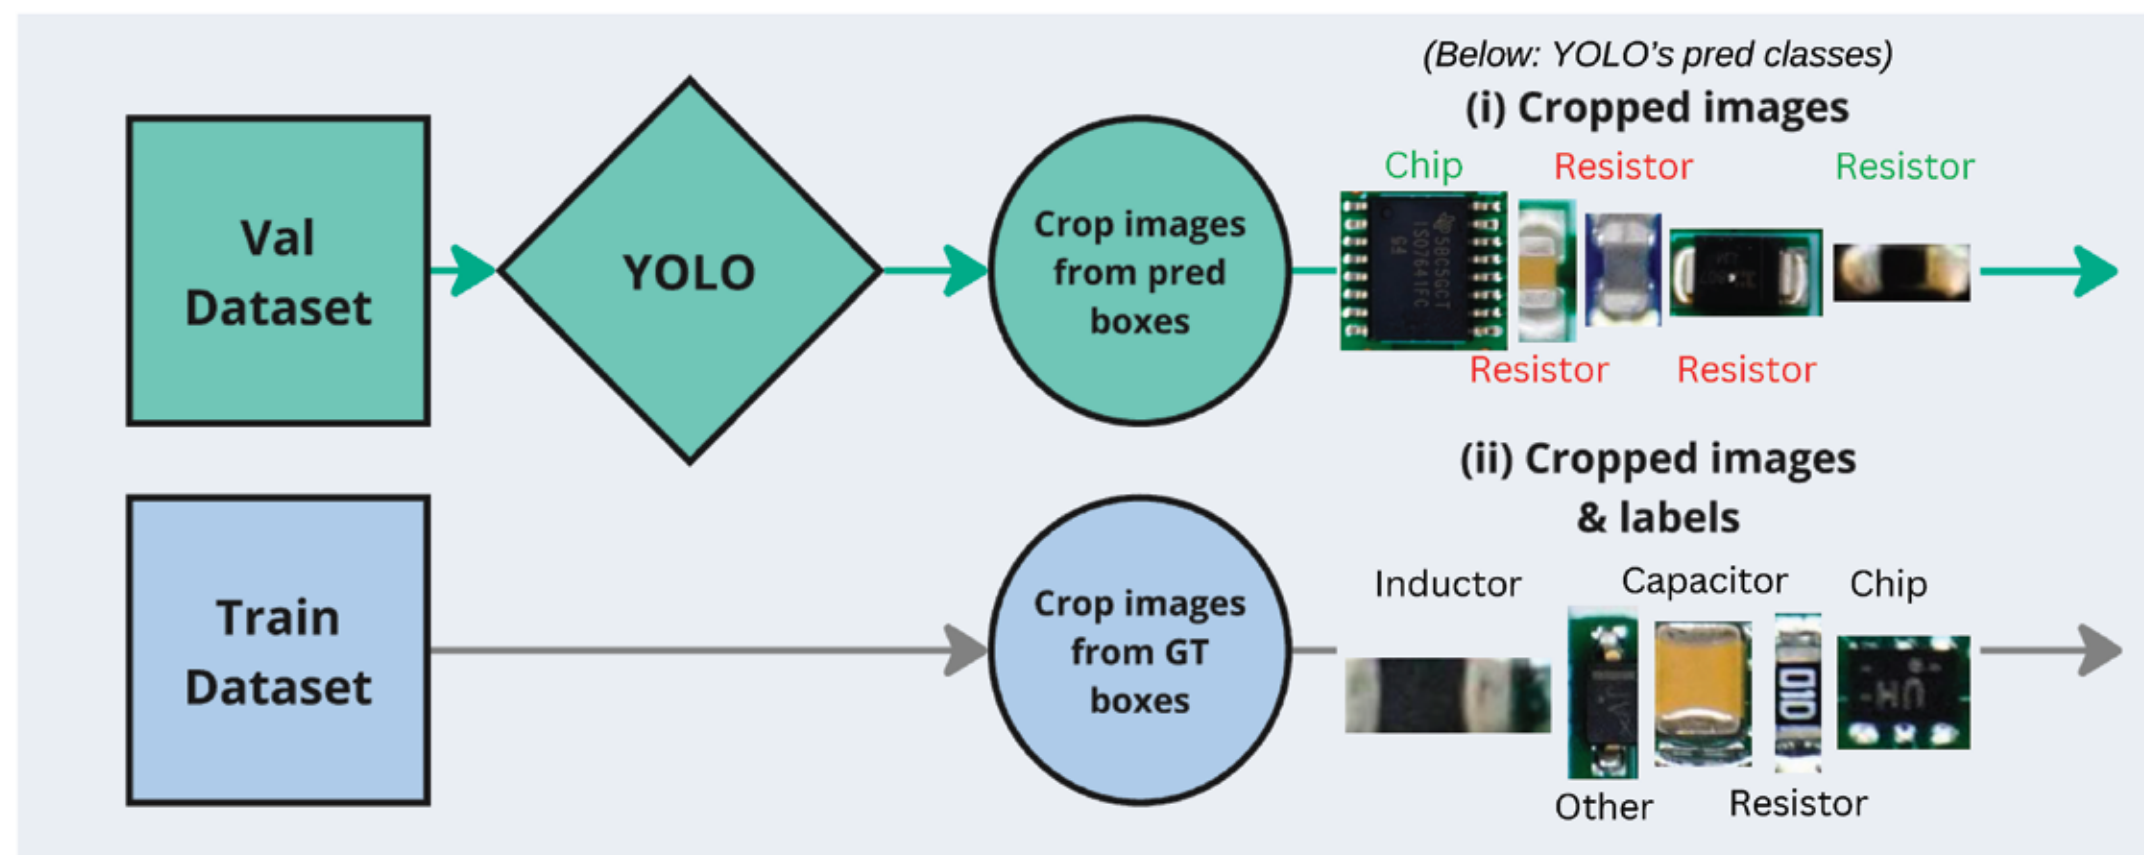 (Below: YOLO's pred classes)
(i) Cropped images
Chip
Resistor
Resistor
Val
Dataset
YOLO
Crop images
from pred
boxes
Resistor
Resistor
(ii) Cropped images
& labels
Inductor
Capacitor
Chip
Train
Dataset
Crop images
from GT
boxes
010
Other
Resistor